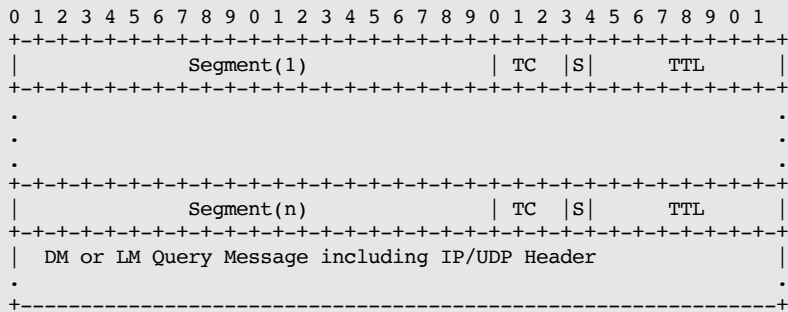 0 1 2 3 4 5 6 7 8 9 0 1 2 3 4 5 6 7 8 9 0 1 2 3 4 5 6 7 8 9 0 1
+-+-+-+-+-+-+-+-+-+-+-+-+-+-+-+-+-+-+-+-+-+-+-+-+-+-+-+-+-+-+-+-+
|              Segment(1)               | TC  |S|      TTL      |
+-+-+-+-+-+-+-+-+-+-+-+-+-+-+-+-+-+-+-+-+-+-+-+-+-+-+-+-+-+-+-+-+
.                                                               .
.                                                               .
.                                                               .
+-+-+-+-+-+-+-+-+-+-+-+-+-+-+-+-+-+-+-+-+-+-+-+-+-+-+-+-+-+-+-+-+
|              Segment(n)               | TC  |S|      TTL      |
+-+-+-+-+-+-+-+-+-+-+-+-+-+-+-+-+-+-+-+-+-+-+-+-+-+-+-+-+-+-+-+-+
|  DM or LM Query Message including IP/UDP Header               |
.                                                               .
+---------------------------------------------------------------+